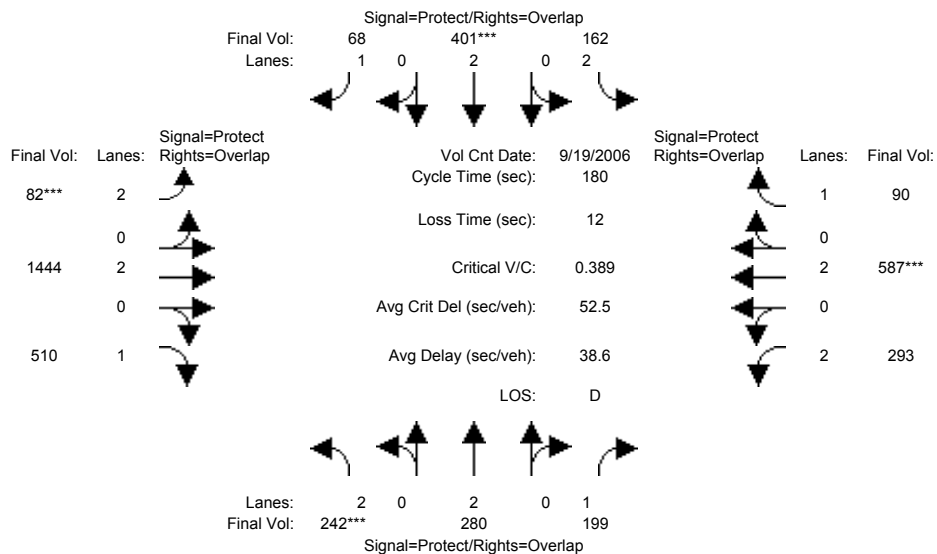 Signal=Protect/Rights=Overlap
Final Vol: 68 401*** 162
Lanes: 1 0 2 0 2
Signal=Protect
Final Vol: Lanes: Rights=Overlap
Vol Cnt Date: 9/19/2006
Signal=Protect
Rights=Overlap Lanes: Final Vol:
Cycle Time (sec): 180
82*** 2
1 90
Loss Time (sec): 12
0
0
1444 2
Critical V/C: 0.389
2 587***
0
Avg Crit Del (sec/veh): 52.5
0
510 1
Avg Delay (sec/veh): 38.6
2 293
LOS: D
Lanes: 2 0 2 0 1
Final Vol: 242*** 280 199
Signal=Protect/Rights=Overlap